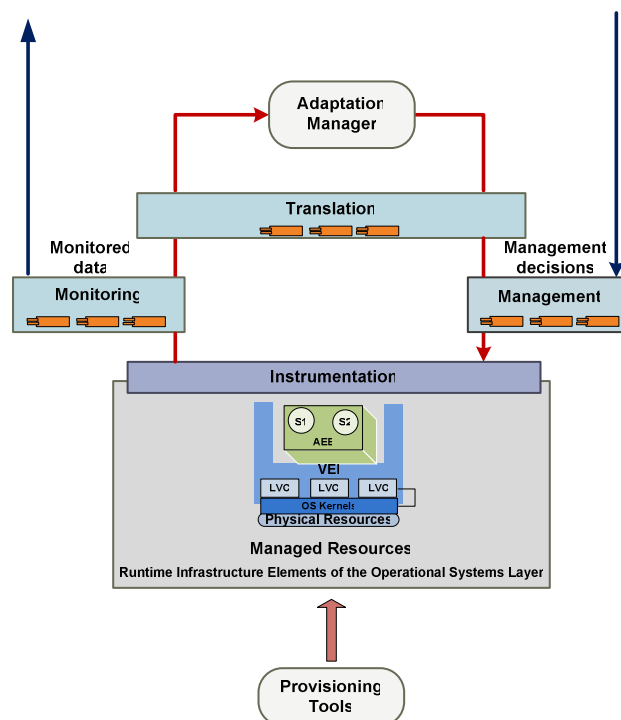 Adaptation
Manager
Translation
Monitored
data
Management
decisions
Monitoring
Management
Instrumentation
S1
S2
AEE
VEI
LVC
LVC
LVC
OS Kernels
Physical Resources
Managed Resources
Runtime Infrastructure Elements of the Operational Systems Layer
Provisioning
Tools